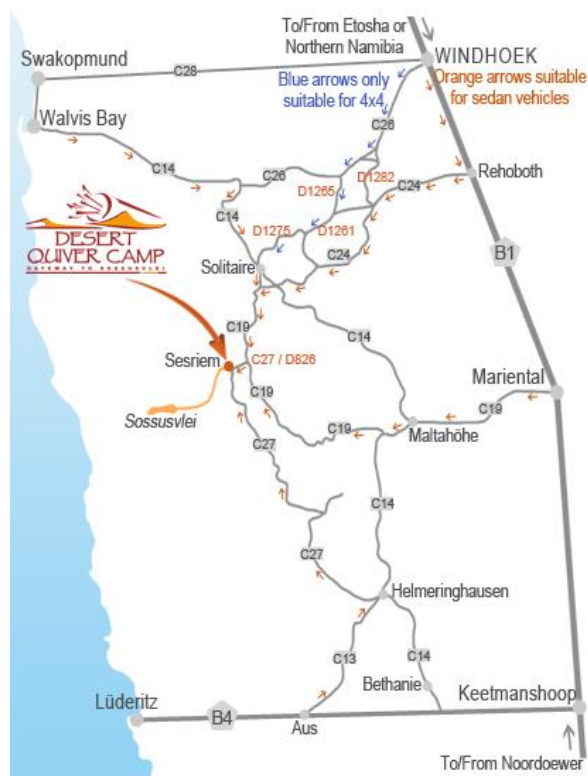 To/From Etosha or
Northern Namibia
WINDHOEK
Swakopmund
C28
Blue arrows only
suitable for 4x4
Orange arrows suitable
for sedan vehicles
Walvis Bay
C26
C14
C26
D1265
D1282
C24
Rehoboth
DESERT
QUIVER CAMP
GATEWAY TO SOSSUSVLEI
C14
D1275
D1261
C24
B1
Solitaire
C19
C14
Sesriem
C27 / D826
Mariental
C19
C19
Sossusvlei
C19
Maltahöhe
C27
C14
C27
Helmeringhausen
C13
C14
Bethanie
Lüderitz
B4
Keetmanshoop
Aus
To/From Noordoewer